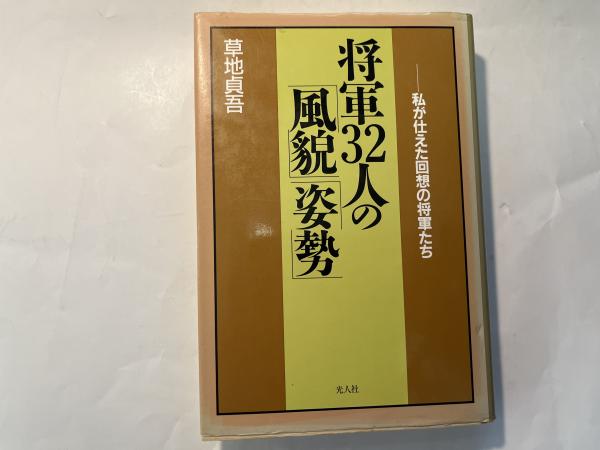 ――私が仕えた回想の将軍たち
将軍32人の
「風貌」「姿勢」
草地貞吾
光人社